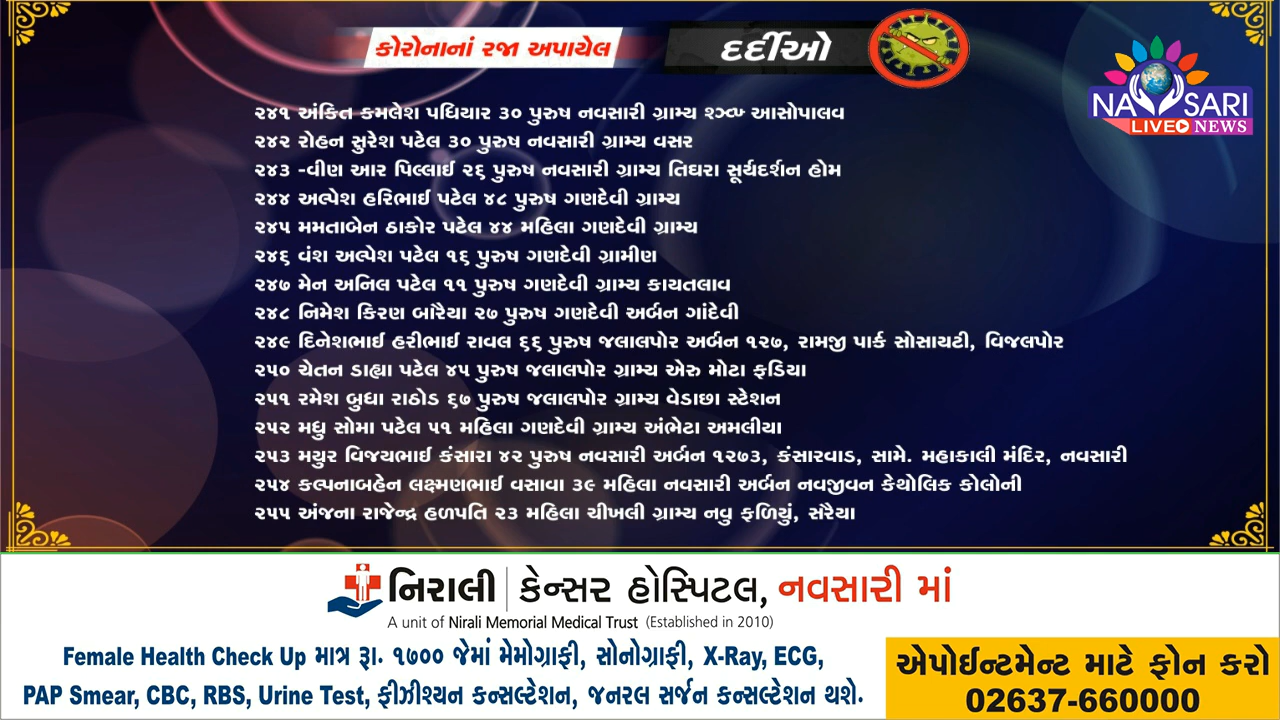 કોરોનાનાં રજા અપાયેલ
દર્દીઓ
NAVSARI
LIVE NEWS
૨૪૧ અંકિત કમલેશ પધિયાર ૩૦ પુરુષ નવસારી ગ્રામ્ય આસોપાલવ
૨૪૨ રોહન સુરેશ પટેલ ૩૦ પુરુષ નવસારી ગ્રામ્ય વસર
૨૪૩ -વીણ આર પિલ્લાઈ ૨૬ પુરુષ નવસારી ગ્રામ્ય તિઘરા સૂર્યદર્શન હોમ
૨૪૪ અલ્પેશ હરિભાઈ પટેલ ૪૮ પુરુષ ગણદેવી ગ્રામ્ય
૨૪૫ મમતાબેન ઠાકોર પટેલ ૪૪ મહિલા ગણદેવી ગ્રામ્ય
૨૪૬ વંશ અલ્પેશ પટેલ ૧૬ પુરુષ ગણદેવી ગ્રામીણ
૨૪૭ મેન અનિલ પટેલ ૧૧ પુરુષ ગણદેવી ગ્રામ્ય કાયતલાવ
૨૪૮ નિમેશ કિરણ બારૈયા ૨૭ પુરુષ ગણદેવી અર્બન ગાંદેવી
૨૪૯ દિનેશભાઈ હરીભાઈ રાવલ ૬૬ પુરુષ જલાલપોર અર્બન ૧૨૭, રામજી પાર્ક સોસાયટી, વિજલપોર
૨૫૦ ચેતન ડાહ્યા પટેલ ૪૫ પુરુષ જલાલપોર ગ્રામ્ય એરુ મોટા ફડિયા
૨૫૧ રમેશ બુધા રાઠોડ ૬૭ પુરુષ જલાલપોર ગ્રામ્ય વેડાછા સ્ટેશન
૨૫૨ મધુ સોમા પટેલ ૫૧ મહિલા ગણદેવી ગ્રામ્ય અંભેટા અમલીયા
૨૫૩ મયુર વિજયભાઈ કંસારા ૪૨ પુરુષ નવસારી અર્બન ૧૨૭૩, કંસારવાડ, સામે. મહાકાલી મંદિર, નવસારી
૨૫૪ કલ્પનાબહેન લક્ષ્મણભાઈ વસાવા ૩૯ મહિલા નવસારી અર્બન નવજીવન કેથોલિક કોલોની
૨૫૫ અંજના રાજેન્દ્ર હળપતિ ૨૩ મહિલા ચીખલી ગ્રામ્ય નવુ ફળિયું, સરૈયા
નિરાલી કેન્સર હોસ્પિટલ, નવસારી માં
A unit of Nirali Memorial Medical Trust (Established in 2010)
Female Health Check Up માત્ર રૂા. ૧૭૦૦ જેમાં મેમોગ્રાફી, સોનોગ્રાફી, X-Ray, ECG,
PAP Smear, CBC, RBS, Urine Test, ફીઝીશ્યન કન્સલ્ટેશન, જનરલ સર્જન કન્સલ્ટેશન થશે.
એપોઈન્ટમેન્ટ માટે ફોન કરો
02637-660000